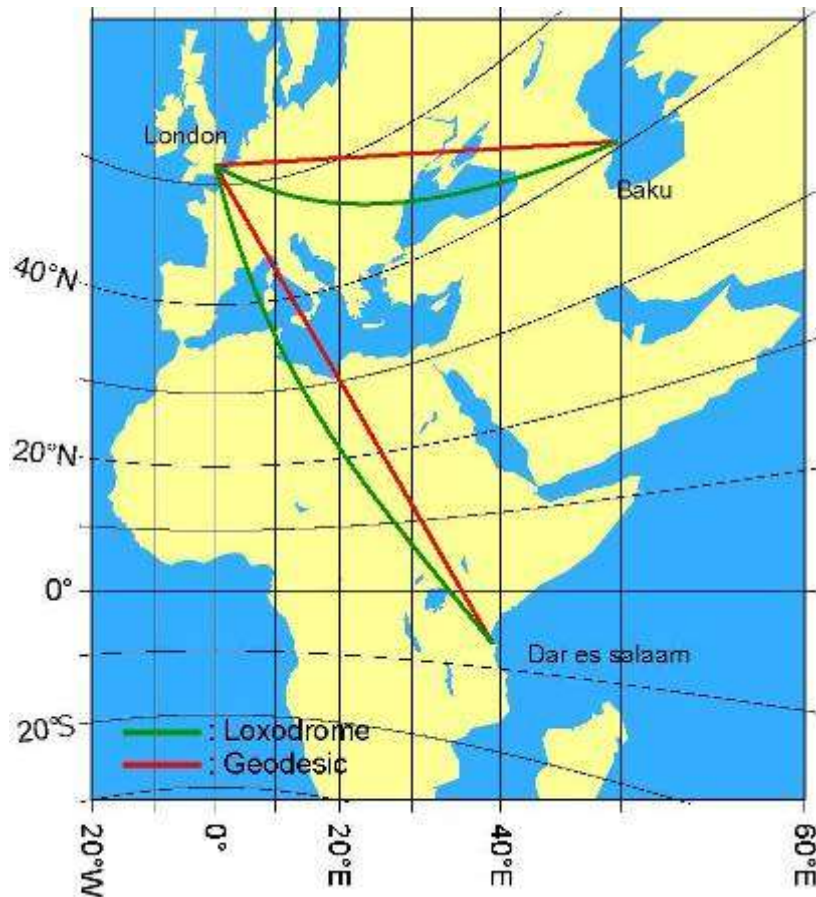 London
Baku
40°N
20°N
0°
Dar es salaam
20°S
: Loxodrome
: Geodesic
20°W
0°
20°E
40°E
60°E